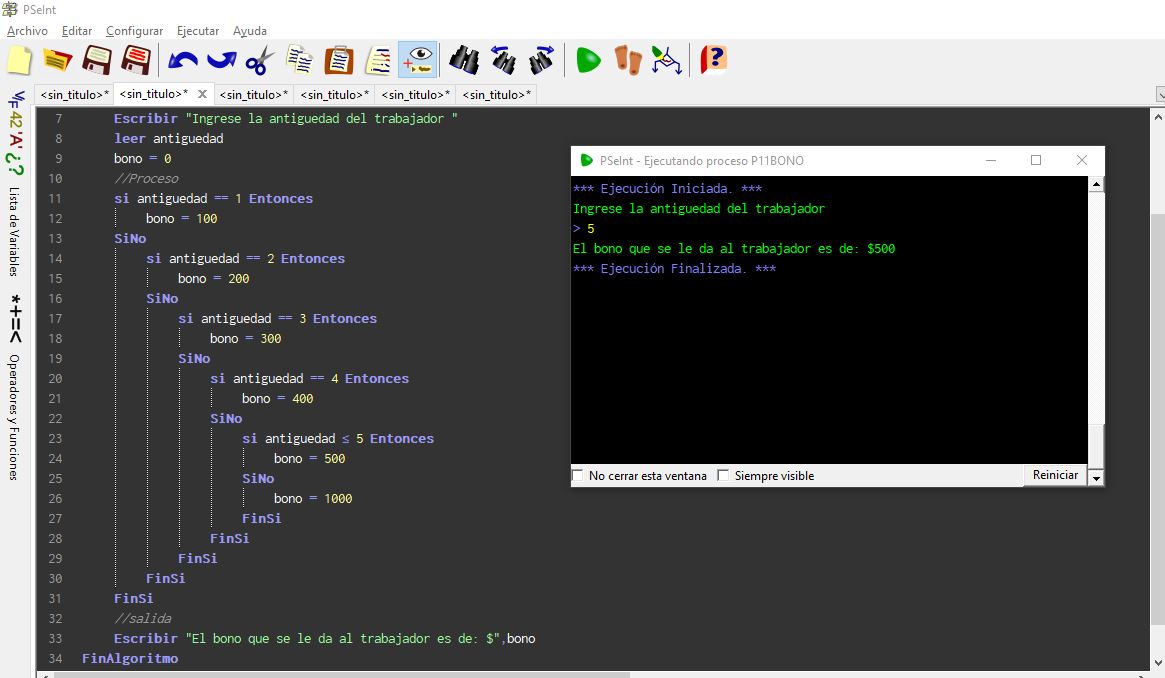 PSeInt
Archivo Editar Configurar Ejecutar Ayuda
<sin_titulo>* <sin_titulo>* <sin_titulo>* <sin_titulo>* <sin_titulo>* <sin_titulo>*
Lista de Variables
Operadores y Funciones
7 Escribir "Ingrese la antiguedad del trabajador "
8 leer antiguedad
9 bono = 0
10 //Proceso
11 si antiguedad == 1 Entonces
12 bono = 100
13 SiNo
14 si antiguedad == 2 Entonces
15 bono = 200
16 SiNo
17 si antiguedad == 3 Entonces
18 bono = 300
19 SiNo
20 si antiguedad == 4 Entonces
21 bono = 400
22 SiNo
23 si antiguedad ≤ 5 Entonces
24 bono = 500
25 SiNo
26 bono = 1000
27 FinSi
28 FinSi
29 FinSi
30 FinSi
31 FinSi
32 //salida
33 Escribir "El bono que se le da al trabajador es de: $",bono
34 FinAlgoritmo
PSeInt - Ejecutando proceso P11BONO
*** Ejecución Iniciada. ***
Ingrese la antiguedad del trabajador
> 5
El bono que se le da al trabajador es de: $500
*** Ejecución Finalizada. ***
No cerrar esta ventana Siempre visible Reiniciar